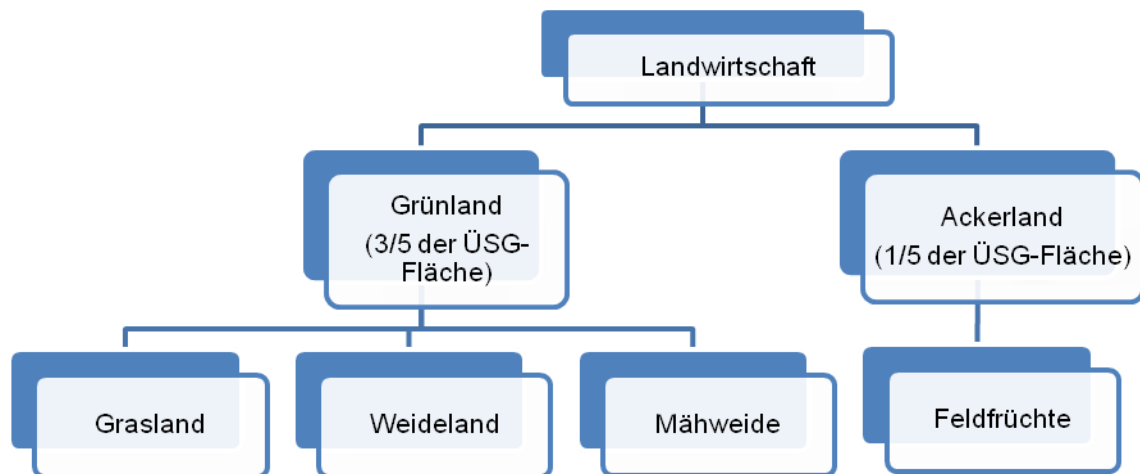 Landwirtschaft
Grünland
(3/5 der ÜSG-
Fläche)
Ackerland
(1/5 der ÜSG-Fläche)
Grasland
Weideland
Mähweide
Feldfrüchte